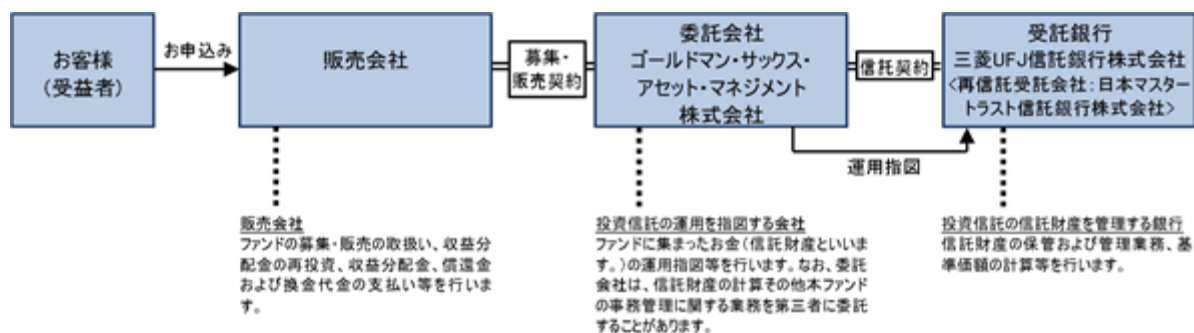 お客様
（受益者）
お申込み
販売会社
募集・
販売契約
委託会社
ゴールドマン・サックス・
アセット・マネジメント
株式会社
信託契約
受託銀行
三菱UFJ信託銀行株式会社
<再信託受託会社：日本マスター
トラスト信託銀行株式会社>
運用指図
販売会社
ファンドの募集・販売の取扱い、収益分
配金の再投資、収益分配金、償還金
および換金代金の支払い等を行いま
す。
投資信託の運用を指図する会社
ファンドに集まったお金（信託財産といいま
す。）の運用指図等を行います。なお、委託
会社は、信託財産の計算その他本ファンド
の事務管理に関する業務を第三者に委託
することがあります。
投資信託の信託財産を管理する銀行
信託財産の保管および管理業務、基
準価額の計算等を行います。